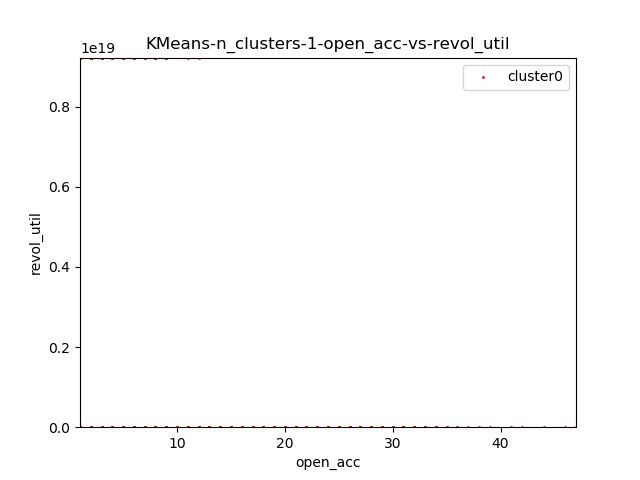 KMeans-n_clusters-1-open_acc-vs-revol_util
1e19
cluster0
0.8
0.6
0.4
0.2
0.0
revol_util
10 20 30 40
open_acc